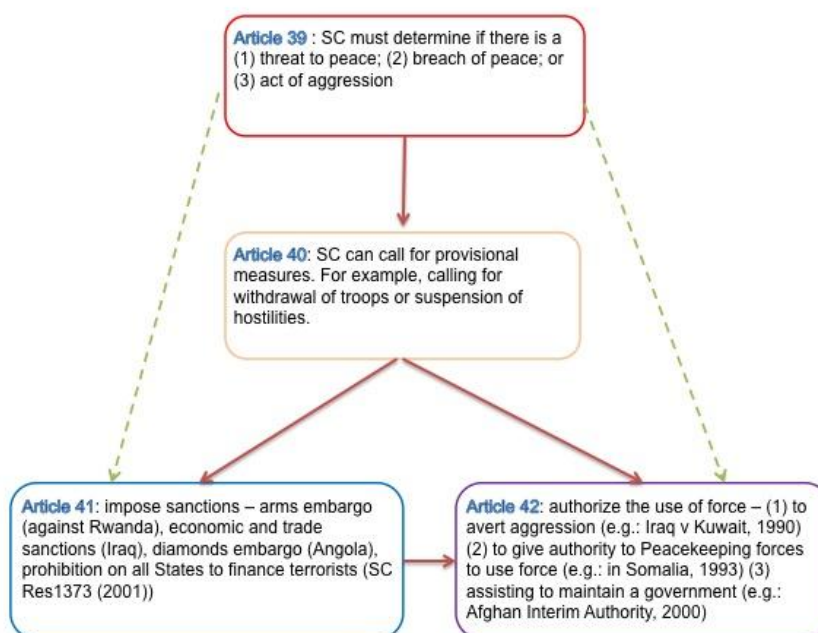 Article 39 : SC must determine if there is a
(1) threat to peace; (2) breach of peace; or
(3) act of aggression
Article 40: SC can call for provisional
measures. For example, calling for
withdrawal of troops or suspension of
hostilities.
Article 41: impose sanctions – arms embargo
(against Rwanda), economic and trade
sanctions (Iraq), diamonds embargo (Angola),
prohibition on all States to finance terrorists (SC
Res1373 (2001))
Article 42: authorize the use of force – (1) to
avert aggression (e.g.: Iraq v Kuwait, 1990)
(2) to give authority to Peacekeeping forces
to use force (e.g.: in Somalia, 1993) (3)
assisting to maintain a government (e.g.:
Afghan Interim Authority, 2000)